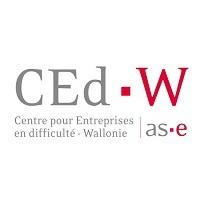 CEd·W
Centre pour Entreprises
en difficulté - Wallonie
as·e